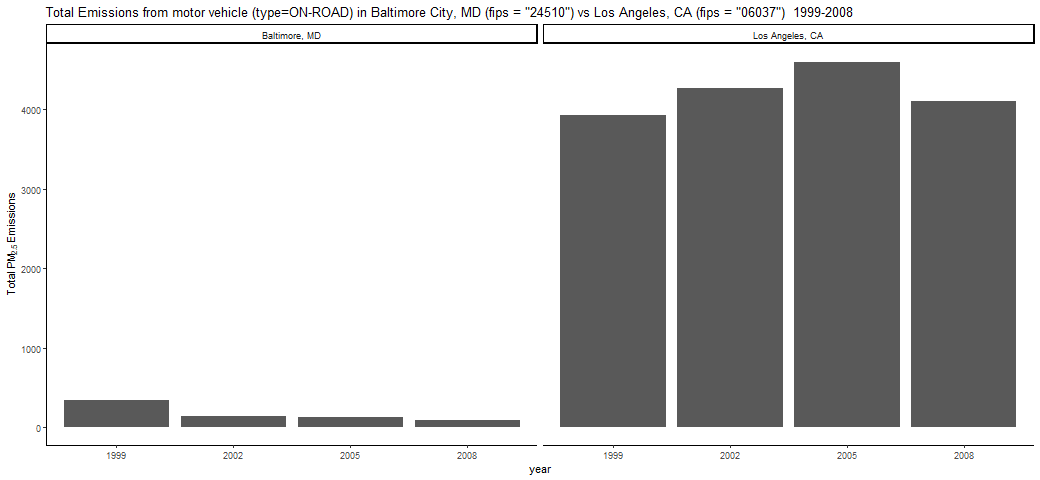 Total Emissions from motor vehicle (type=ON-ROAD) in Baltimore City, MD (fips = "24510") vs Los Angeles, CA (fips = "06037")  1999-2008
Baltimore, MD
Los Angeles, CA
Total PM2.5 Emissions
4000
3000
2000
1000
0
1999
2002
2005
2008
1999
2002
2005
2008
year